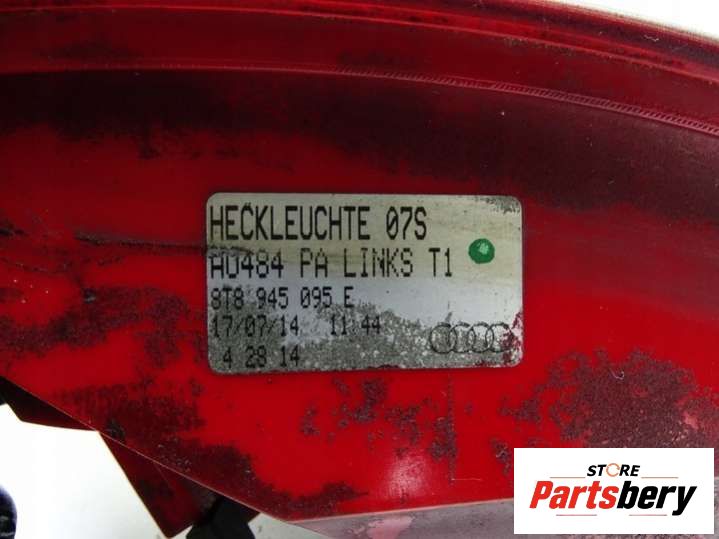 HECKLEUCHTE 07S
AU484 PA LINKS T1
8T8 945 095 E
17/07/14 11 44
4 28 14
STORE
Partsbery